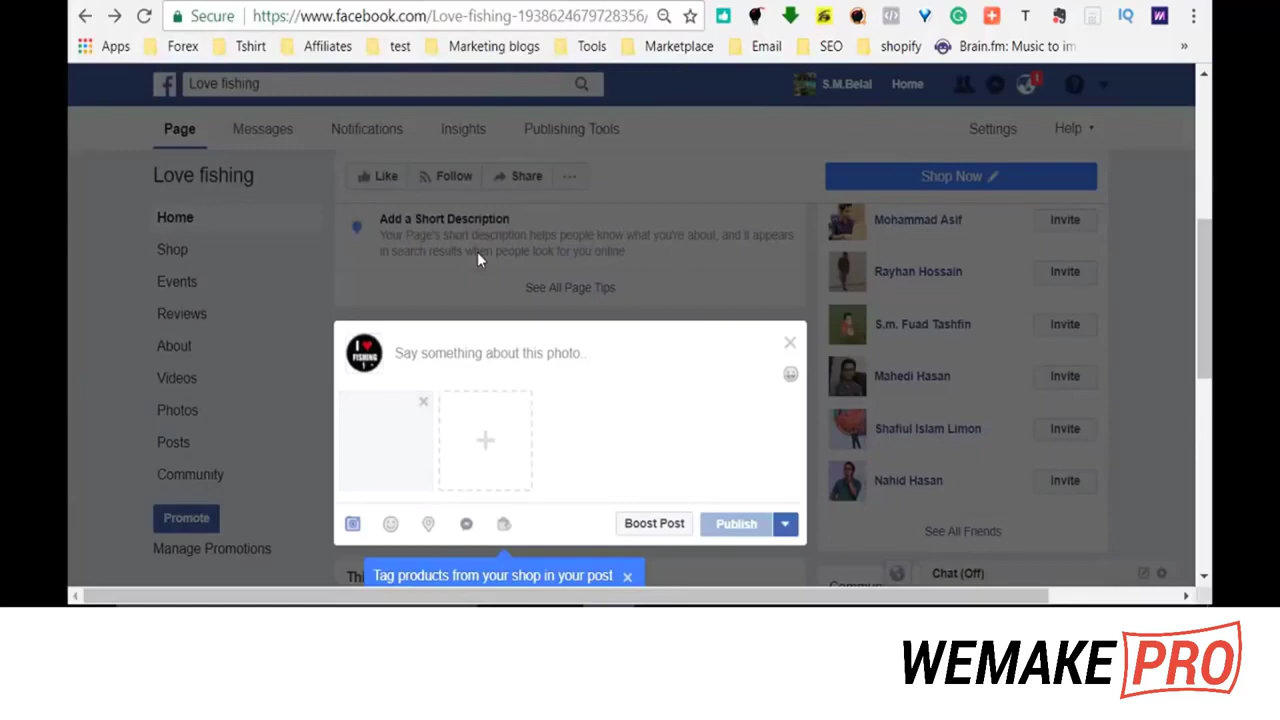 Secure https://www.facebook.com/Love-fishing-1938624679728356/
T IQ
Apps Forex Tshirt Affiliates test Marketing blogs Tools Marketplace Email SEO shopify Brain.fm: Music to im »
Love fishing
S.M.Belal Home 1
Page Messages Notifications Insights Publishing Tools Settings Help
Love fishing
Like Follow Share ...
Shop Now
Home
Shop
Events
Reviews
About
Videos
Photos
Posts
Community
Promote
Manage Promotions
Add a Short Description
Your Page's short description helps people know what you're about, and it appears
in search results when people look for you online
See All Page Tips
I ♥
FISHING
Say something about this photo..
Boost Post Publish
Tag products from your shop in your post
Mohammad Asif Invite
Rayhan Hossain Invite
S.m. Fuad Tashfin Invite
Mahedi Hasan Invite
Shafiul Islam Limon Invite
Nahid Hasan Invite
See All Friends
Chat (Off)
WEMAKE PRO